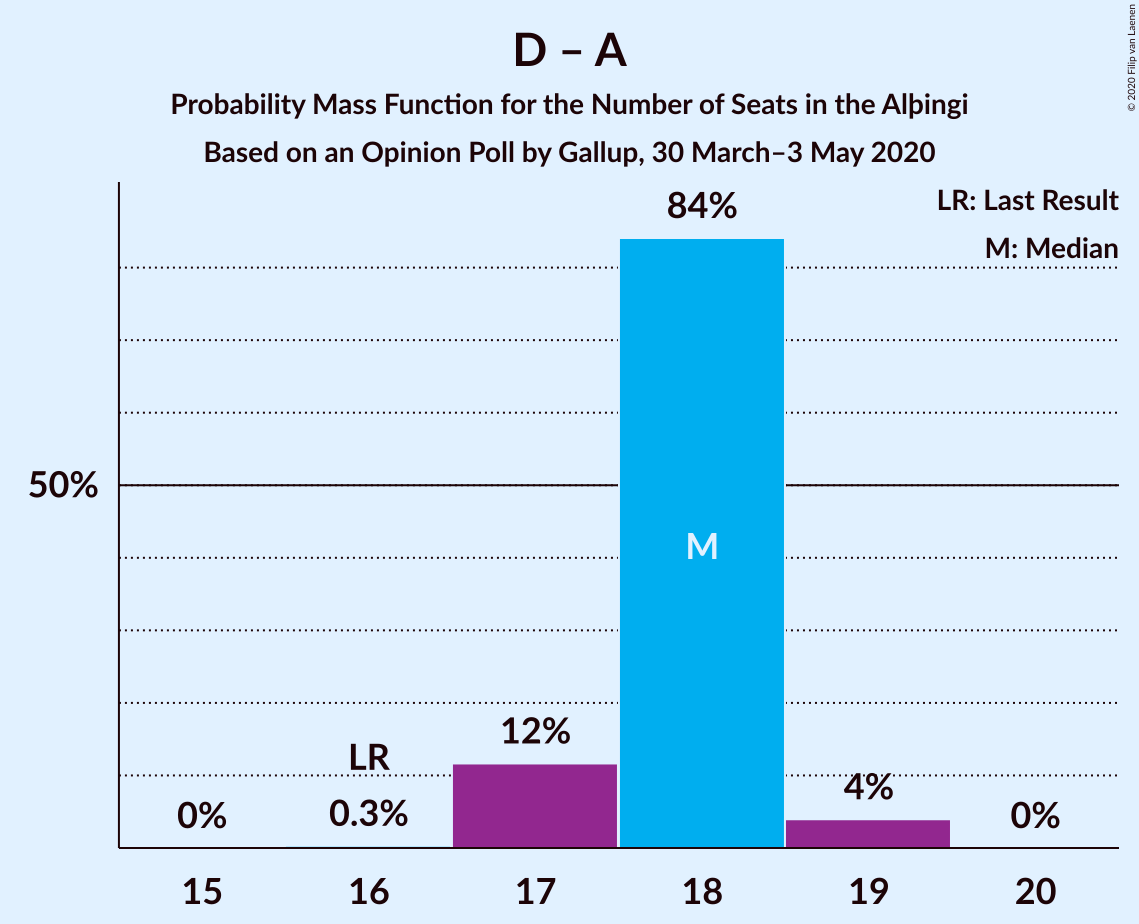 D – A
Probability Mass Function for the Number of Seats in the Alþingi
Based on an Opinion Poll by Gallup, 30 March–3 May 2020
© 2020 Filip van Laenen
LR: Last Result
M: Median
84%
50%
M
12%
LR
0%
0.3%
4%
0%
15
16
17
18
19
20